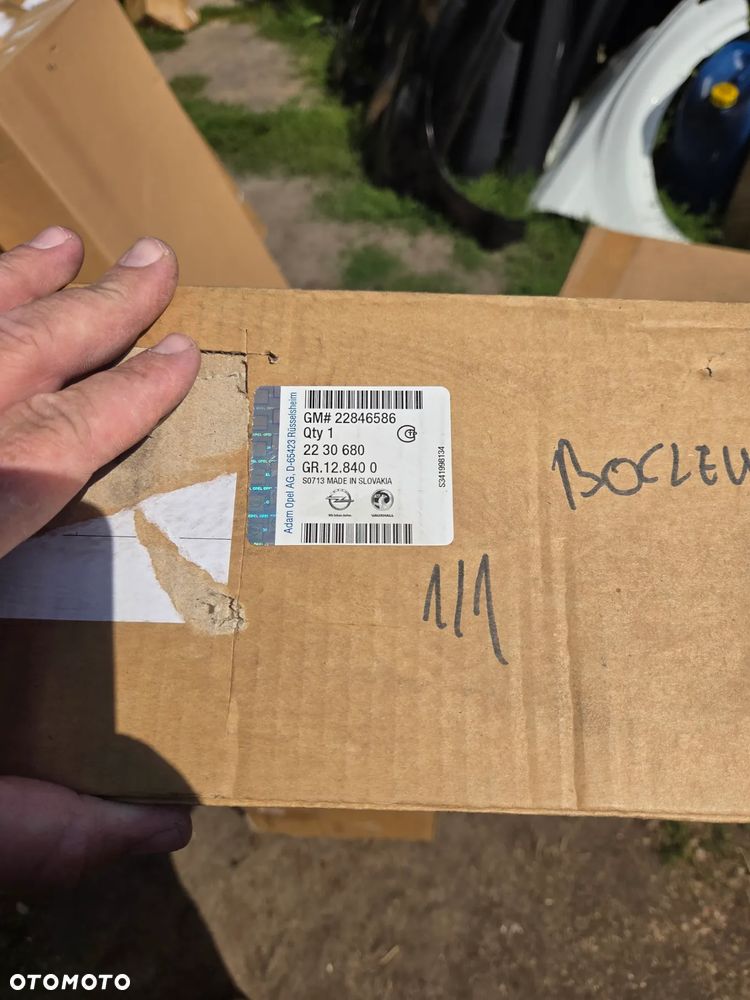 Adam Opel AG, D-65423 Rüsselsheim
GM# 22846586
Qty 1
22 30 680
GR.12.840 0
S0713 MADE IN SLOVAKIA
S341998134
VAUXHALL
1/1
OTOMOTO